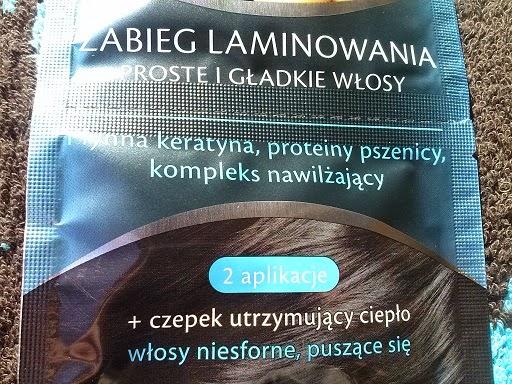 ZABIEG LAMINOWANIA
PROSTE I GŁADKIE WŁOSY
płynna keratyna, proteiny pszenicy,
kompleks nawilżający
2 aplikacje
+ czepek utrzymujący ciepło
włosy niesforne, puszące się